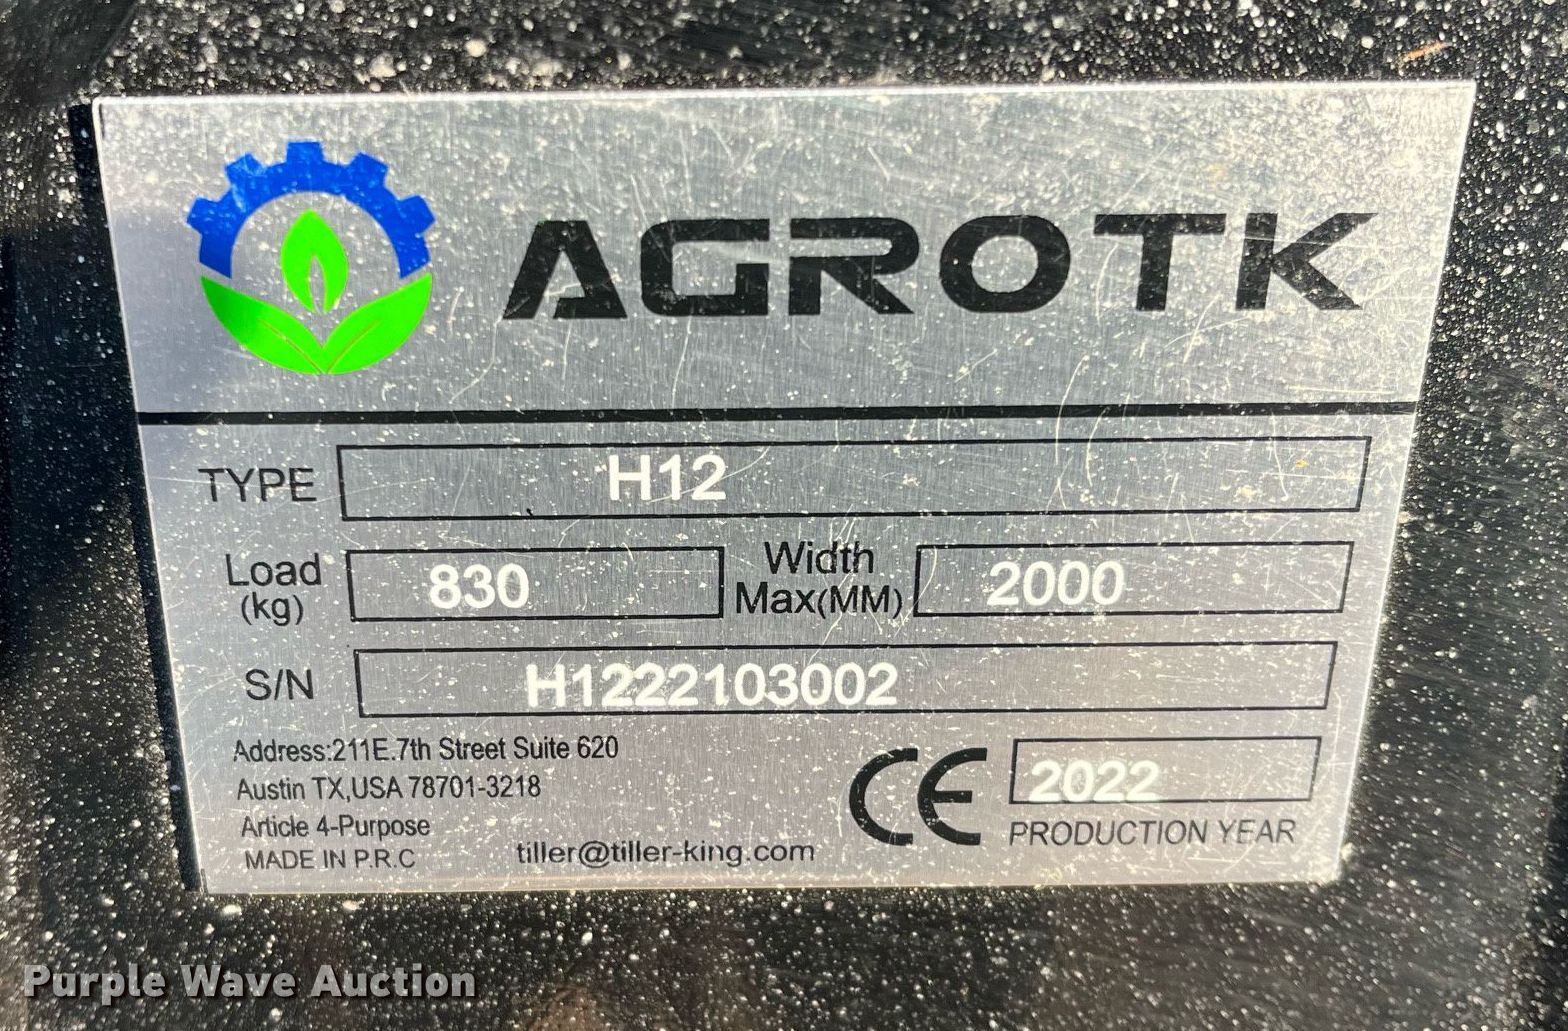 AGROTK
TYPE H12
Load (kg) 830 Width Max(MM) 2000
S/N H1222103002
Address:211E.7th Street Suite 620
Austin TX,USA 78701-3218
Article 4-Purpose
MADE IN P.R.C
tiller@tiller-king.com
CE
2022
PRODUCTION YEAR
Purple Wave Auction